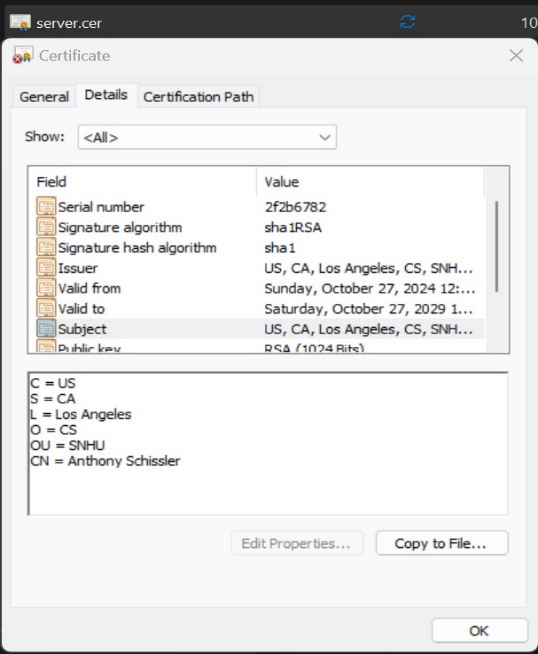 server.cer
10
Certificate
General Details Certification Path
Show: <All>
Field Value
Serial number 2f2b6782
Signature algorithm sha1RSA
Signature hash algorithm sha1
Issuer US, CA, Los Angeles, CS, SNH...
Valid from Sunday, October 27, 2024 12:...
Valid to Saturday, October 27, 2029 1...
Subject US, CA, Los Angeles, CS, SNH...
Public key RSA (1024 Bits)
C = US
S = CA
L = Los Angeles
O = CS
OU = SNHU
CN = Anthony Schissler
Edit Properties... Copy to File...
OK